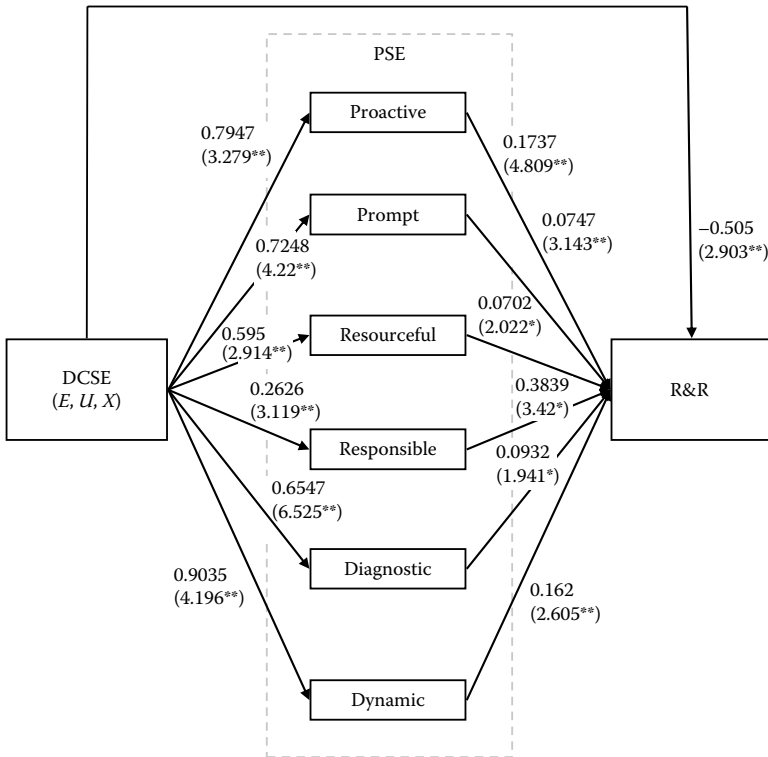 PSE
Proactive
0.7947
(3.279**)
0.1737
(4.809**)
Prompt
0.7248
(4.22**)
0.0747
(3.143**)
−0.505
(2.903**)
Resourceful
0.595
(2.914**)
0.0702
(2.022*)
DCSE
(E, U, X)
0.2626
(3.119**)
0.3839
(3.42*)
R&R
Responsible
0.0932
(1.941*)
0.6547
(6.525**)
Diagnostic
0.9035
(4.196**)
0.162
(2.605**)
Dynamic